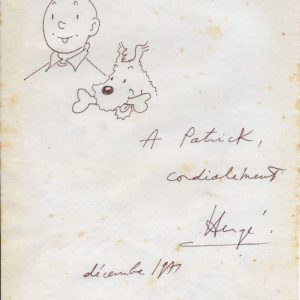 A Patrick,
cordialement
Hergé.
décembre